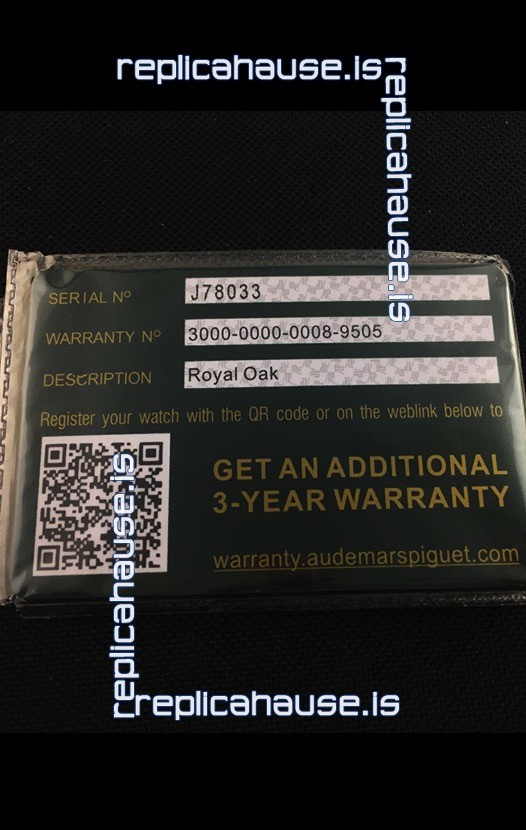 replicahause.is
replicahause.is
SERIAL Nº
J78033
WARRANTY Nº
3000-0000-0008-9505
DESCRIPTION
Royal Oak
Register your watch with the QR code or on the weblink below to
GET AN ADDITIONAL
3-YEAR WARRANTY
warranty.audemarspiguet.com
replicahause.is
replicahause.is